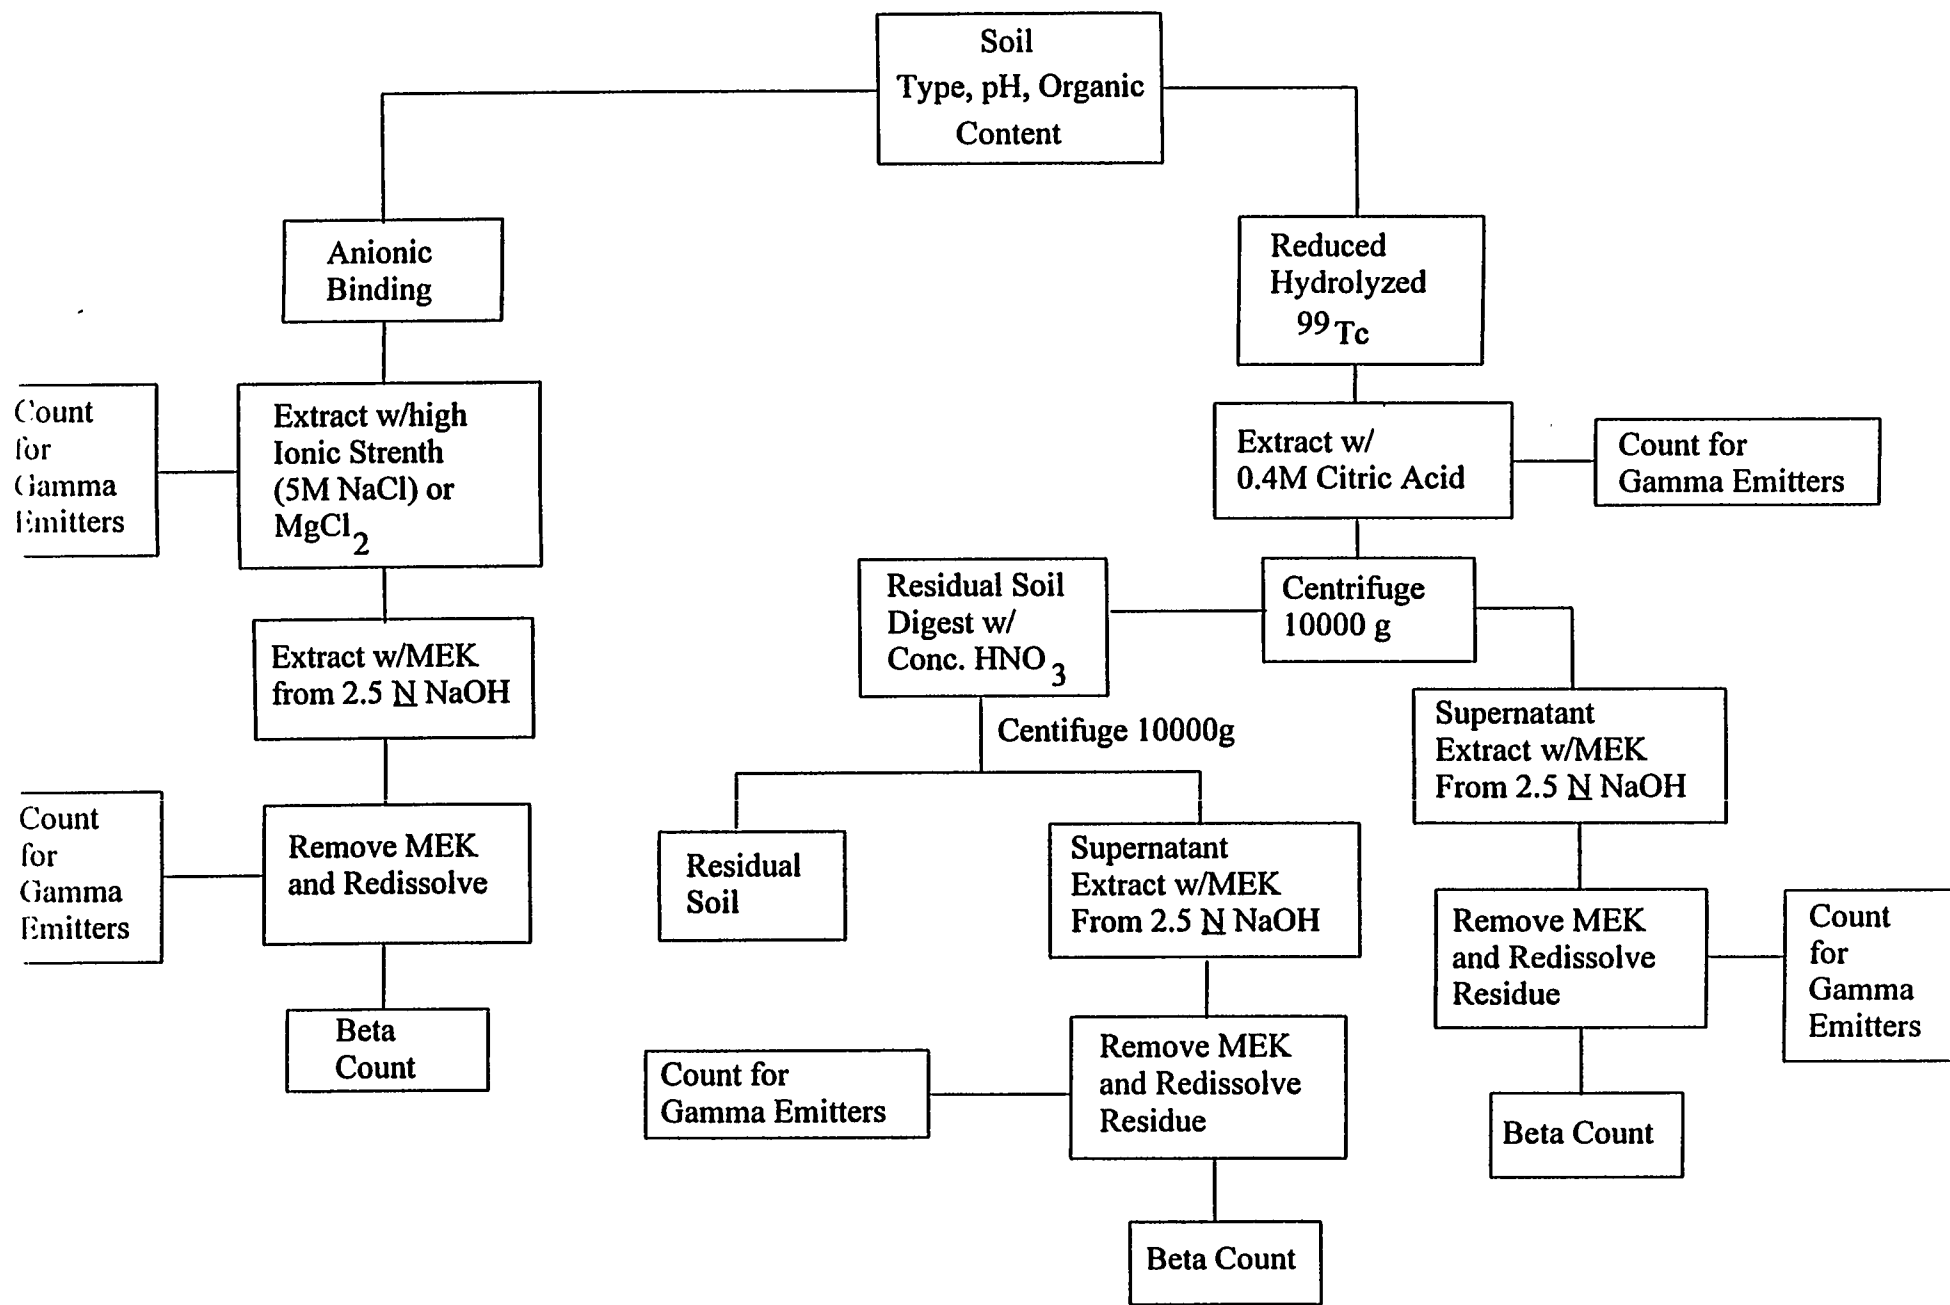 Soil
Type, pH, Organic
Content
Anionic
Binding
Reduced
Hydrolyzed
99Tc
Count
for
Gamma
Emitters
Extract w/high
Ionic Strenth
(5M NaCl) or
MgCl2
Extract w/
0.4M Citric Acid
Count for
Gamma Emitters
Residual Soil
Digest w/
Conc. HNO3
Centrifuge
10000 g
Extract w/MEK
from 2.5 N NaOH
Centifuge 10000g
Supernatant
Extract w/MEK
From 2.5 N NaOH
Count
for
Gamma
Emitters
Remove MEK
and Redissolve
Residual
Soil
Supernatant
Extract w/MEK
From 2.5 N NaOH
Remove MEK
and Redissolve
Residue
Count
for
Gamma
Emitters
Beta
Count
Count for
Gamma Emitters
Remove MEK
and Redissolve
Residue
Beta Count
Beta Count